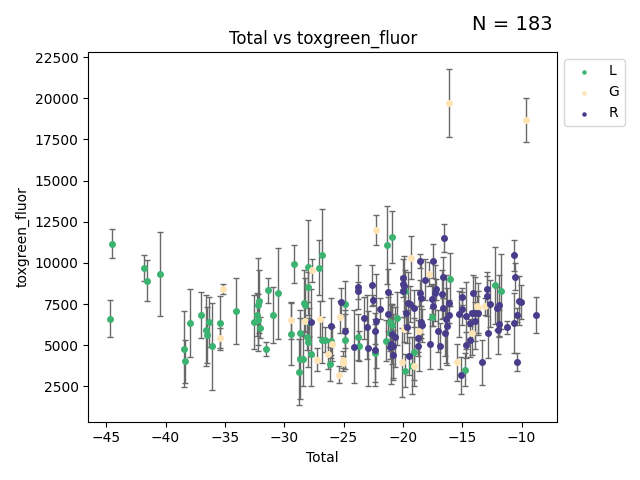 N = 183
Total vs toxgreen_fluor
22500
20000
17500
15000
12500
10000
7500
5000
2500
toxgreen_fluor
−45
−40
−35
−30
−25
−20
−15
−10
Total
L
G
R